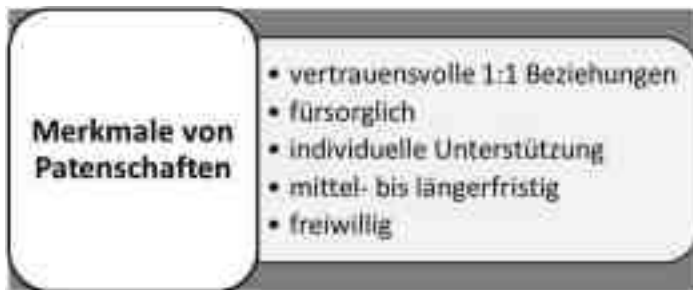 Merkmale von
Patenschaften
• vertrauensvolle 1:1 Beziehungen
• fürsorglich
• individuelle Unterstützung
• mittel- bis längerfristig
• freiwillig